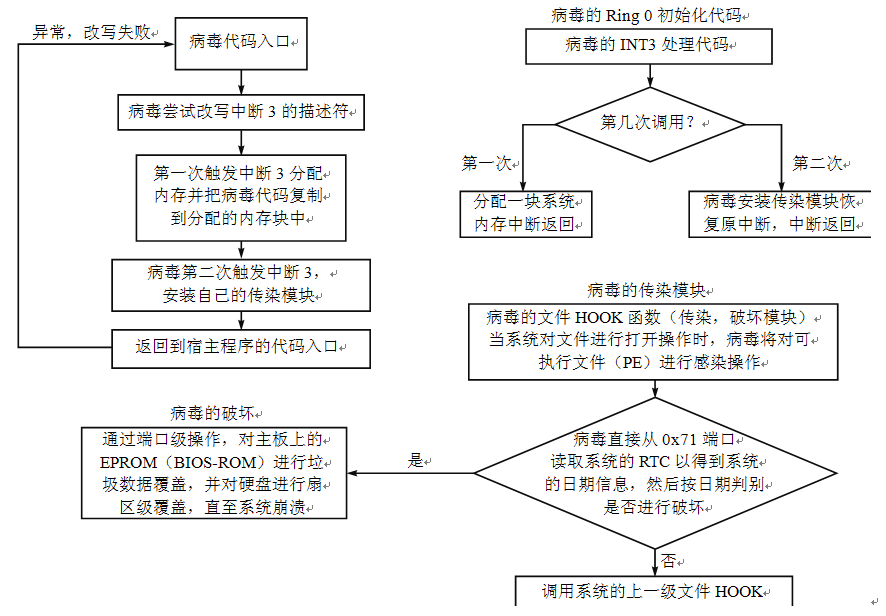 异常，改写失败
病毒代码入口
病毒尝试改写中断 3 的描述符
第一次触发中断 3 分配
内存并把病毒代码复制
到分配的内存块中
病毒第二次触发中断 3，
安装自己的传染模块
返回到宿主程序的代码入口
病毒的 Ring 0 初始化代码
病毒的 INT3 处理代码
第几次调用？
第一次
第二次
分配一块系统
内存中断返回
病毒安装传染模块恢
复原中断，中断返回
病毒的传染模块
病毒的文件 HOOK 函数（传染，破坏模块）
当系统对文件进行打开操作时，病毒将对可
执行文件（PE）进行感染操作
病毒直接从 0x71 端口
读取系统的 RTC 以得到系统
的日期信息，然后按日期判别
是否进行破坏
是
病毒的破坏
通过端口级操作，对主板上的
EPROM（BIOS-ROM）进行垃
圾数据覆盖，并对硬盘进行扇
区级覆盖，直至系统崩溃
否
调用系统的上一级文件 HOOK